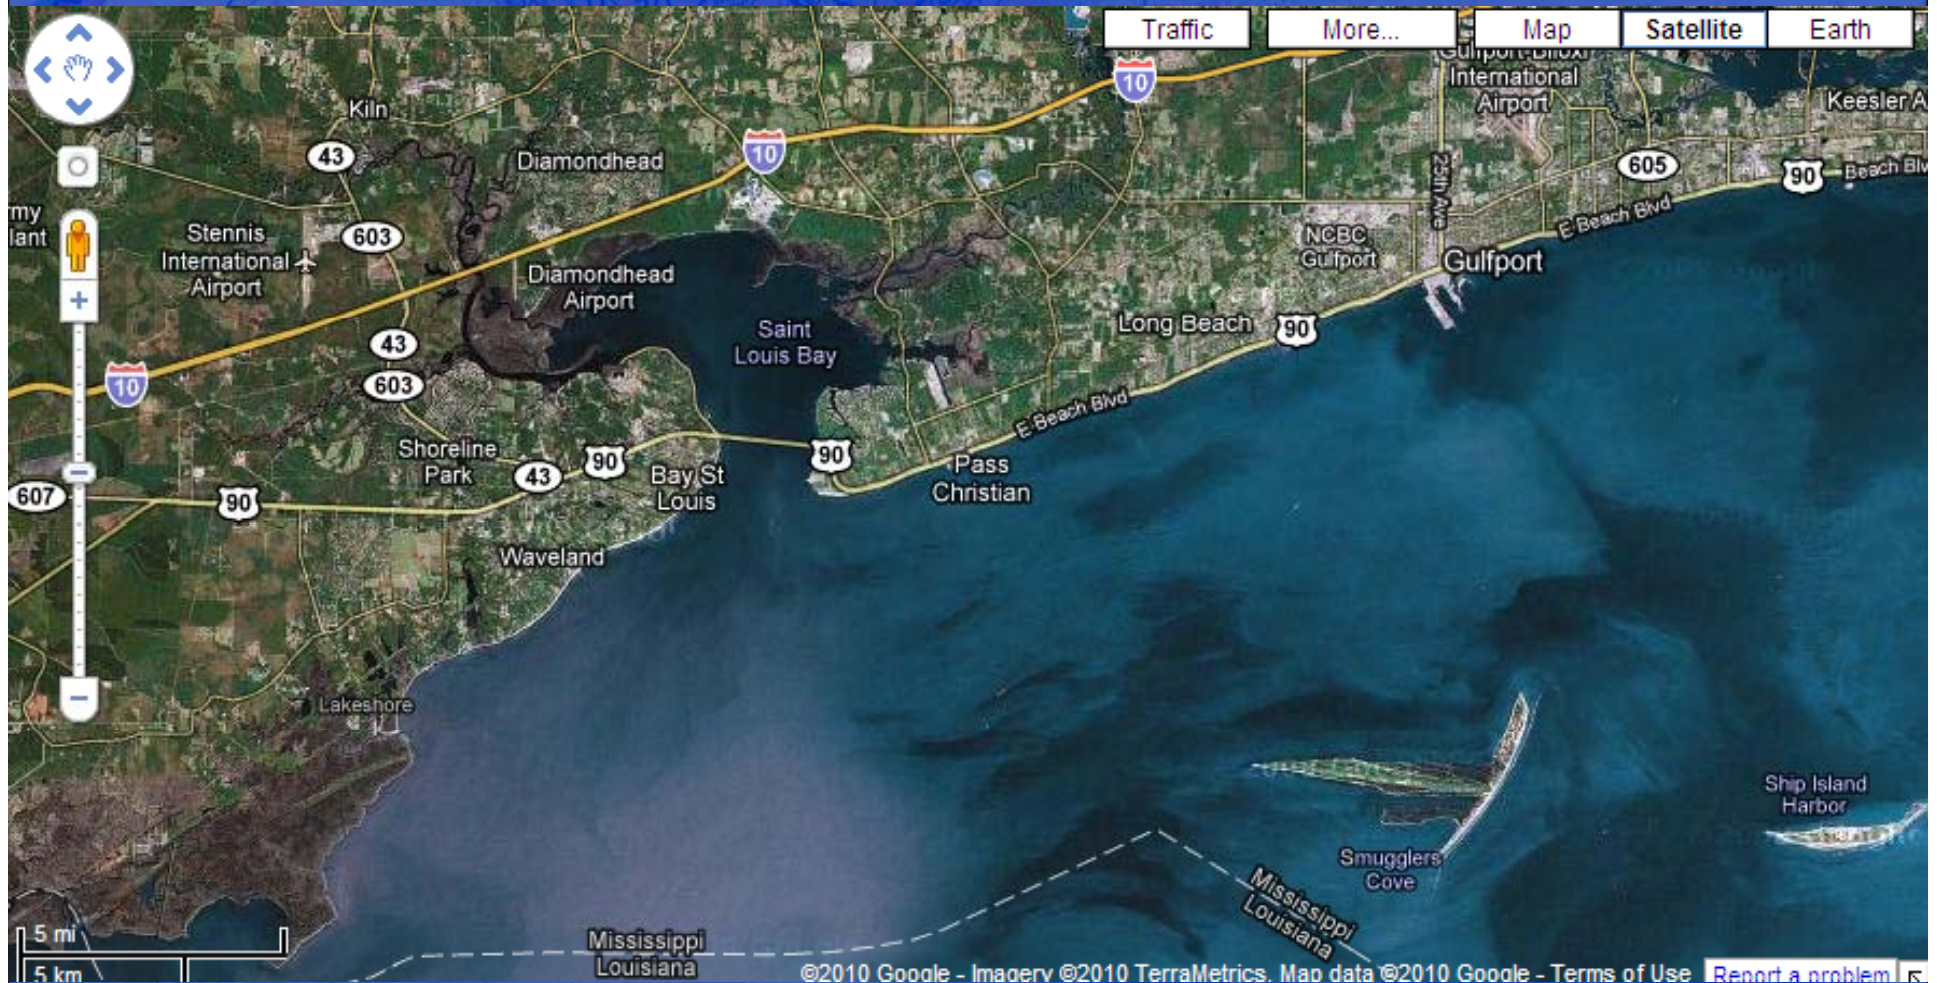 Traffic
More...
Map
Satellite
Earth
10
Gulfport-Biloxi
International
Airport
Keesler A
Kiln
43
Diamondhead
10
605
90
Beach Blv
25th Ave
E Beach Blvd
my
lant
Stennis
International
Airport
603
NCBC
Gulfport
Gulfport
Diamondhead
Airport
Saint
Louis Bay
Long Beach
90
43
603
10
E Beach Blvd
Shoreline
Park
43
90
90
Bay St
Louis
Pass
Christian
607
90
Waveland
Lakeshore
Ship Island
Harbor
Smugglers
Cove
Mississippi
Louisiana
Mississippi
Louisiana
5 mi
5 km
©2010 Google - Imagery ©2010 TerraMetrics, Map data ©2010 Google - Terms of Use
Report a problem